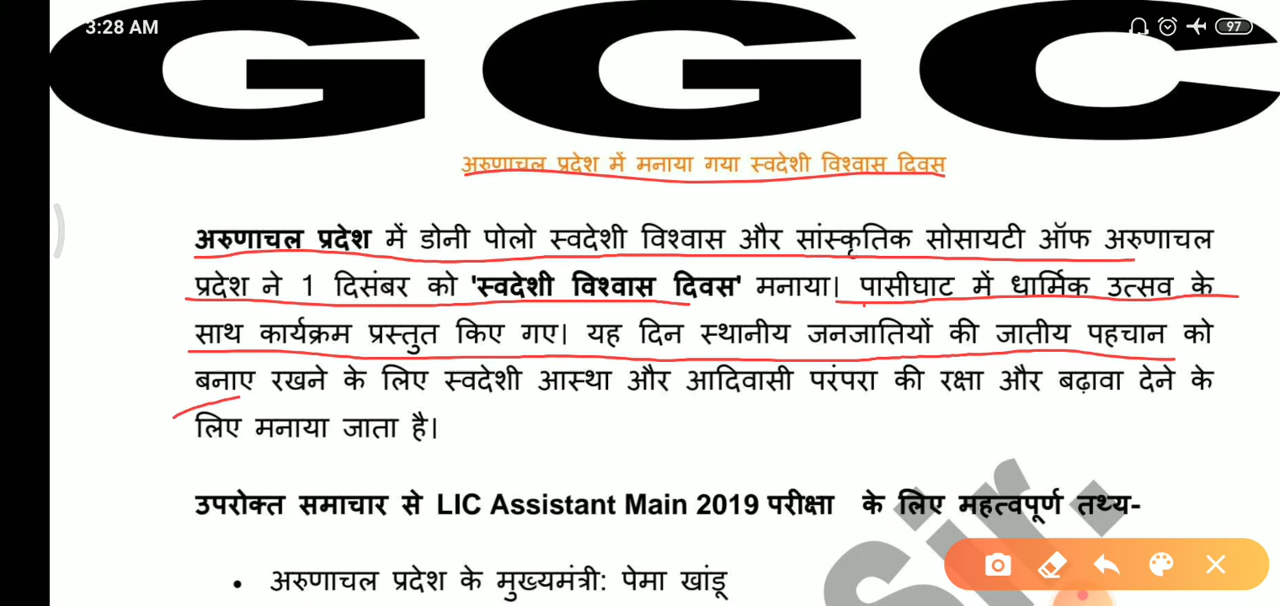 3:28 AM
97
GGC
अरुणाचल प्रदेश में मनाया गया स्वदेशी विश्वास दिवस
अरुणाचल प्रदेश में डोनी पोलो स्वदेशी विश्वास और सांस्कृतिक सोसायटी ऑफ अरुणाचल
प्रदेश ने 1 दिसंबर को 'स्वदेशी विश्वास दिवस' मनाया। पासीघाट में धार्मिक उत्सव के
साथ कार्यक्रम प्रस्तुत किए गए। यह दिन स्थानीय जनजातियों की जातीय पहचान को
बनाए रखने के लिए स्वदेशी आस्था और आदिवासी परंपरा की रक्षा और बढ़ावा देने के
लिए मनाया जाता है।
उपरोक्त समाचार से LIC Assistant Main 2019 परीक्षा के लिए महत्वपूर्ण तथ्य-
• अरुणाचल प्रदेश के मुख्यमंत्री: पेमा खांडू
Sir.